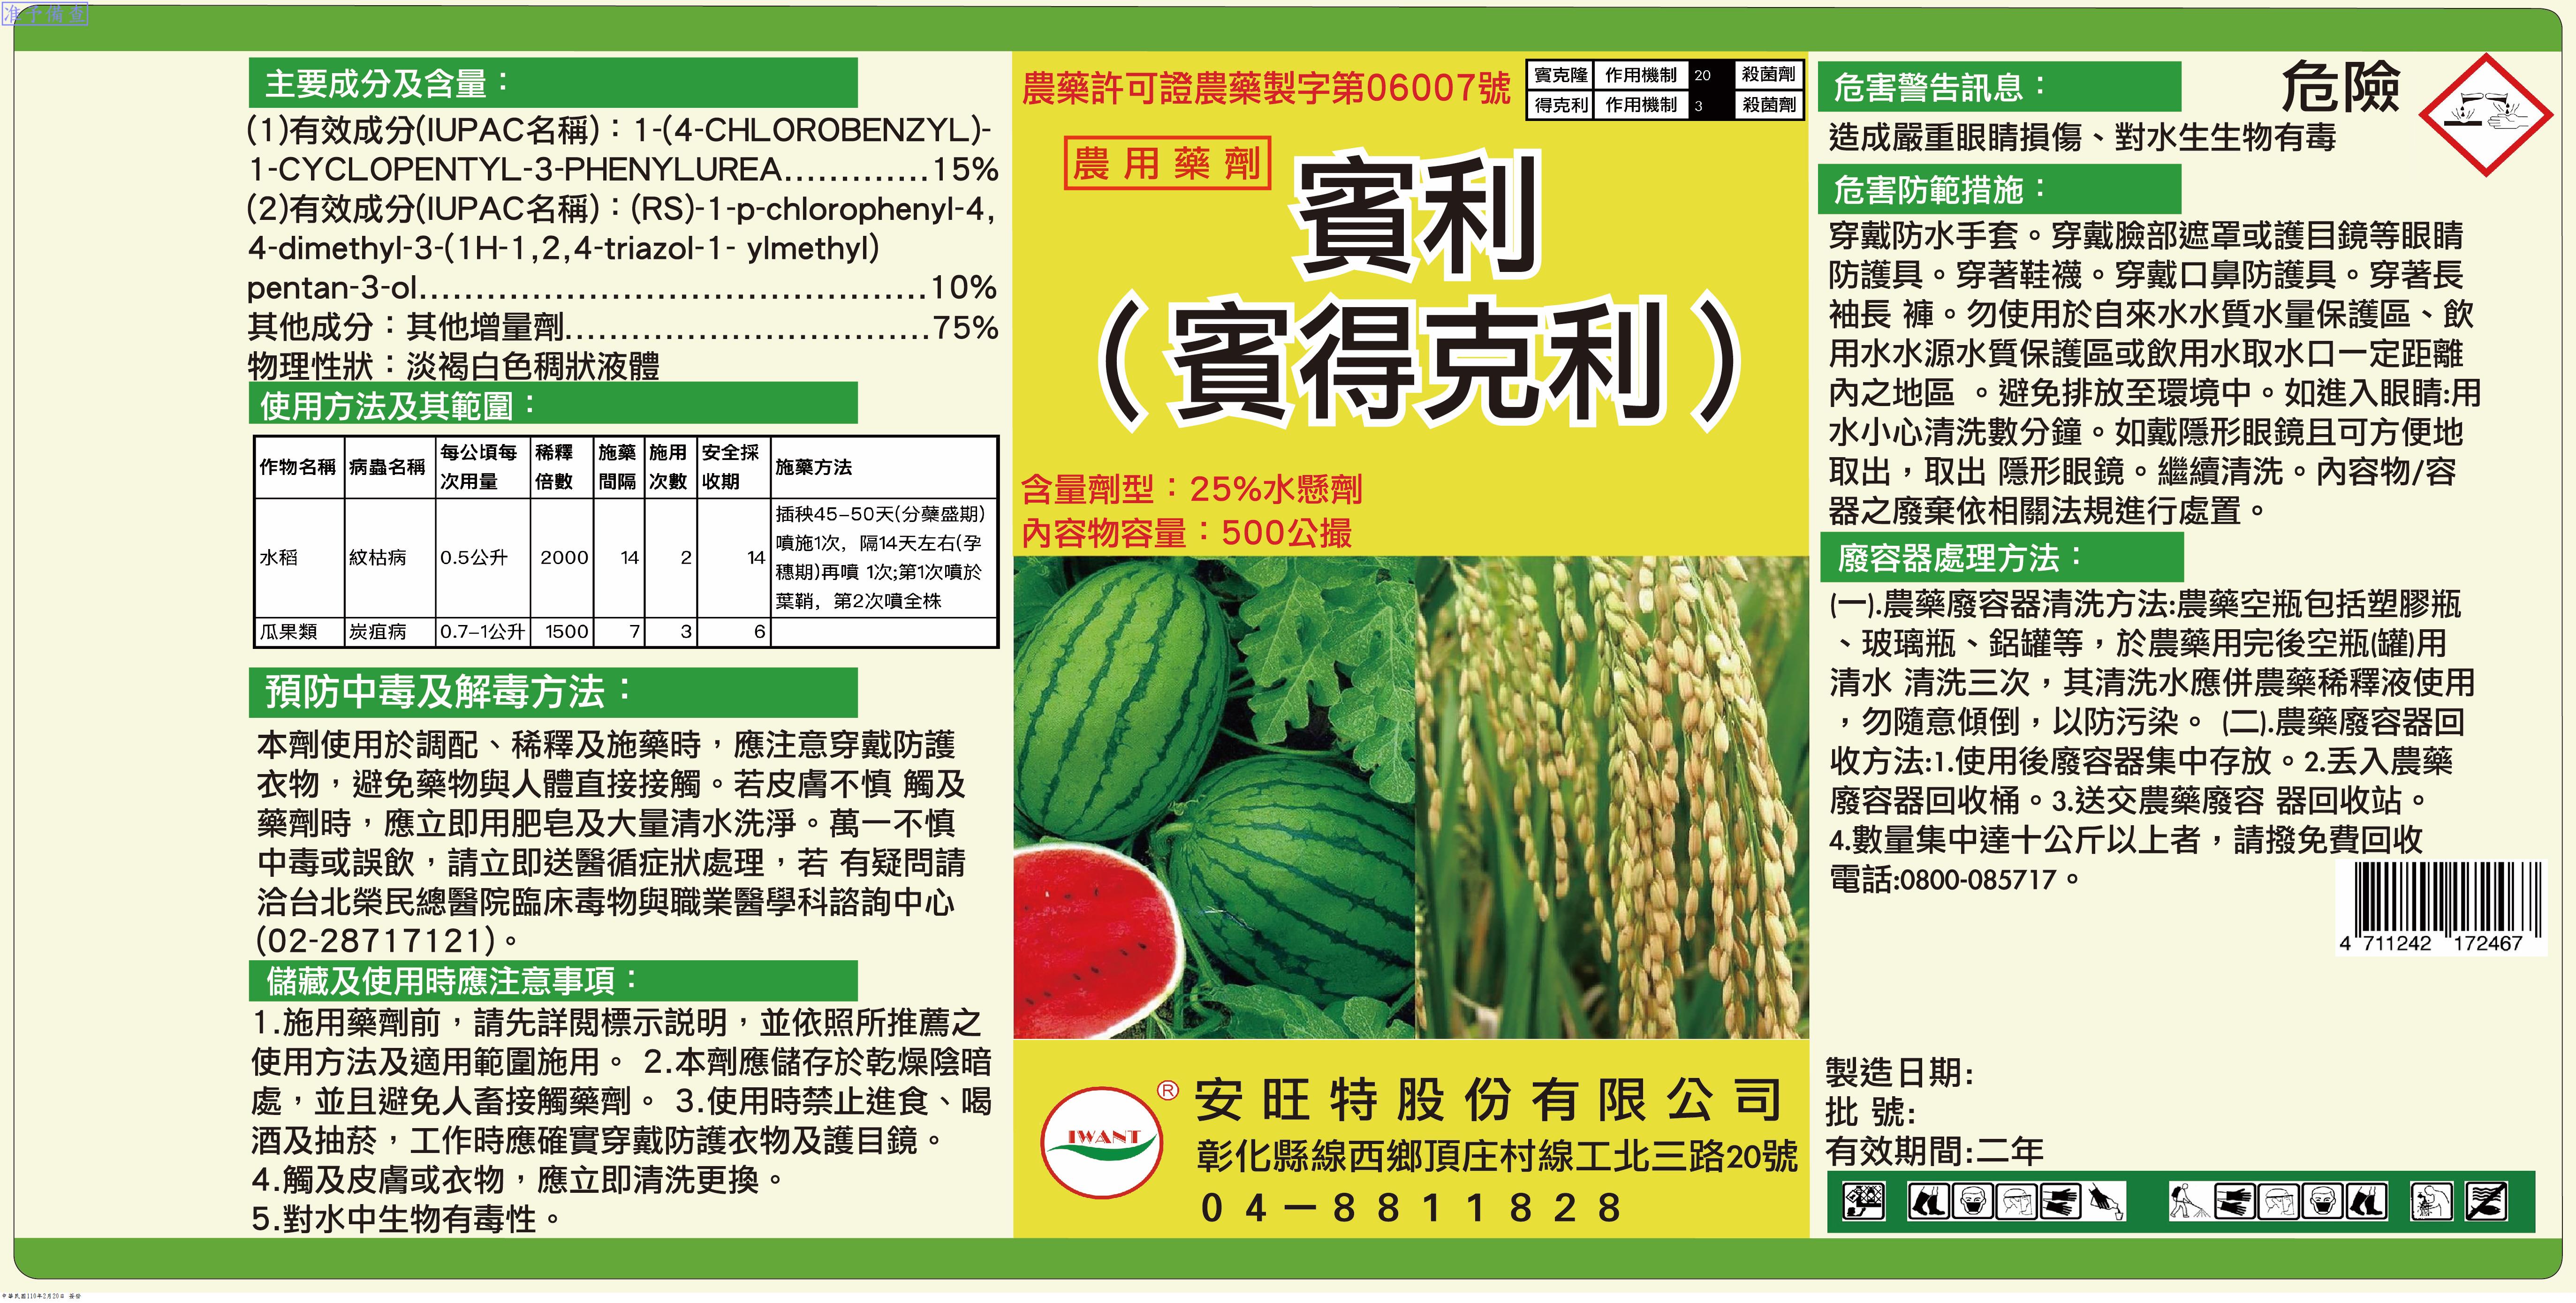 准予備查
主要成分及含量：
(1)有效成分(IUPAC名稱)：1-(4-CHLOROBENZYL)-
1-CYCLOPENTYL-3-PHENYLUREA.............15%
(2)有效成分(IUPAC名稱)：(RS)-1-p-chlorophenyl-4,
4-dimethyl-3-(1H-1,2,4-triazol-1- ylmethyl)
pentan-3-ol.............................................10%
其他成分：其他增量劑................................75%
物理性狀：淡褐白色稠狀液體
使用方法及其範圍：
作物名稱 病蟲名稱 每公頃每次用量 稀釋倍數 施藥間隔 施用次數 安全採收期 施藥方法
水稻 紋枯病 0.5公升 2000 14 2 14 插秧45–50天(分蘗盛期)
噴施1次，隔14天左右(孕
穗期)再噴 1次;第1次噴於
葉鞘，第2次噴全株
瓜果類 炭疽病 0.7–1公升 1500 7 3 6
預防中毒及解毒方法：
本劑使用於調配、稀釋及施藥時，應注意穿戴防護
衣物，避免藥物與人體直接接觸。若皮膚不慎 觸及
藥劑時，應立即用肥皂及大量清水洗淨。萬一不慎
中毒或誤飲，請立即送醫循症狀處理，若 有疑問請
洽台北榮民總醫院臨床毒物與職業醫學科諮詢中心
(02-28717121)。
儲藏及使用時應注意事項：
1.施用藥劑前，請先詳閱標示説明，並依照所推薦之
使用方法及適用範圍施用。 2.本劑應儲存於乾燥陰暗
處，並且避免人畜接觸藥劑。 3.使用時禁止進食、喝
酒及抽菸，工作時應確實穿戴防護衣物及護目鏡。
4.觸及皮膚或衣物，應立即清洗更換。
5.對水中生物有毒性。
農藥許可證農藥製字第06007號
賓克隆 作用機制 20 殺菌劑
得克利 作用機制 3 殺菌劑
農用藥劑
賓利
（賓得克利）
含量劑型：25%水懸劑
內容物容量：500公撮
IWANT
®
安旺特股份有限公司
彰化縣線西鄉頂庄村線工北三路20號
04－8811828
危害警告訊息：
危險
造成嚴重眼睛損傷、對水生生物有毒
危害防範措施：
穿戴防水手套。穿戴臉部遮罩或護目鏡等眼睛
防護具。穿著鞋襪。穿戴口鼻防護具。穿著長
袖長 褲。勿使用於自來水水質水量保護區、飲
用水水源水質保護區或飲用水取水口一定距離
內之地區 。避免排放至環境中。如進入眼睛:用
水小心清洗數分鐘。如戴隱形眼鏡且可方便地
取出，取出 隱形眼鏡。繼續清洗。內容物/容
器之廢棄依相關法規進行處置。
廢容器處理方法：
(一).農藥廢容器清洗方法:農藥空瓶包括塑膠瓶
、玻璃瓶、鋁罐等，於農藥用完後空瓶(罐)用
清水 清洗三次，其清洗水應併農藥稀釋液使用
，勿隨意傾倒，以防污染。 (二).農藥廢容器回
收方法:1.使用後廢容器集中存放。2.丟入農藥
廢容器回收桶。3.送交農藥廢容 器回收站。
4.數量集中達十公斤以上者，請撥免費回收
電話:0800-085717。
4 711242 172467
製造日期:
批 號:
有效期間:二年
中華民國110年2月20日 簽發